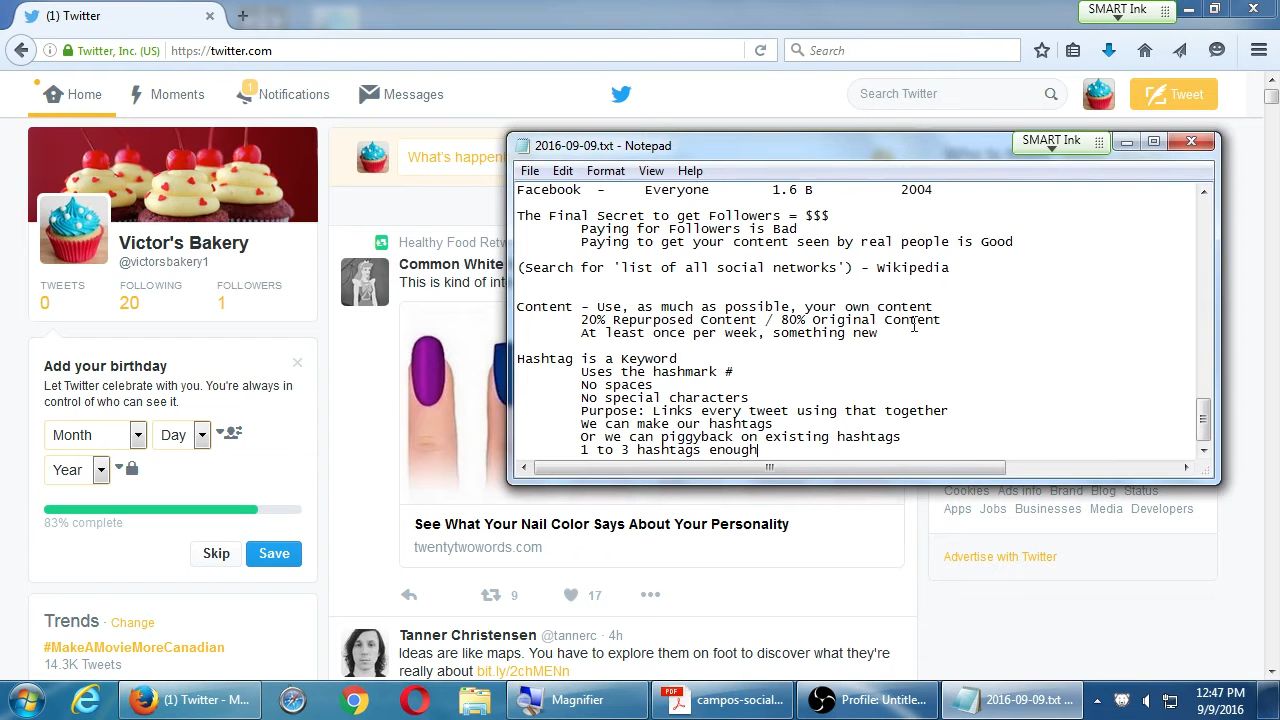 (1) Twitter
SMART Ink
Twitter, Inc. (US)
https://twitter.com
Search
Home
1
Moments
Notifications
Messages
Search Twitter
Tweet
Victor's Bakery
@victorsbakery1
TWEETS
FOLLOWING
FOLLOWERS
0
20
1
Add your birthday
Let Twitter celebrate with you. You're always in
control of who can see it.
Month
Day
Year
83% complete
Skip
Save
Trends · Change
#MakeAMovieMoreCanadian
14.3K Tweets
What's happen
Healthy Food Retw
Common White
This is kind of int
See What Your Nail Color Says About Your Personality
twentytwowords.com
9
17
Tanner Christensen @tannerc · 4h
Ideas are like maps. You have to explore them on foot to discover what they're
really about bit.ly/2chMENn
2016-09-09.txt - Notepad
SMART Ink
File Edit Format View Help
Facebook - Everyone 1.6 B 2004
The Final Secret to get Followers = $$$
Paying for Followers is Bad
Paying to get your content seen by real people is Good
(Search for 'list of all social networks') - Wikipedia
Content - Use, as much as possible, your own content
20% Repurposed Content / 80% Original Content
At least once per week, something new
Hashtag is a Keyword
Uses the hashmark #
No spaces
No special characters
Purpose: Links every tweet using that together
We can make our hashtags
Or we can piggyback on existing hashtags
1 to 3 hashtags enough
Cookies Ads info Brand Blog Status
Apps Jobs Businesses Media Developers
Advertise with Twitter
(1) Twitter - M...
Magnifier
campos-social...
Profile: Untitle...
2016-09-09.txt ...
12:47 PM
9/9/2016